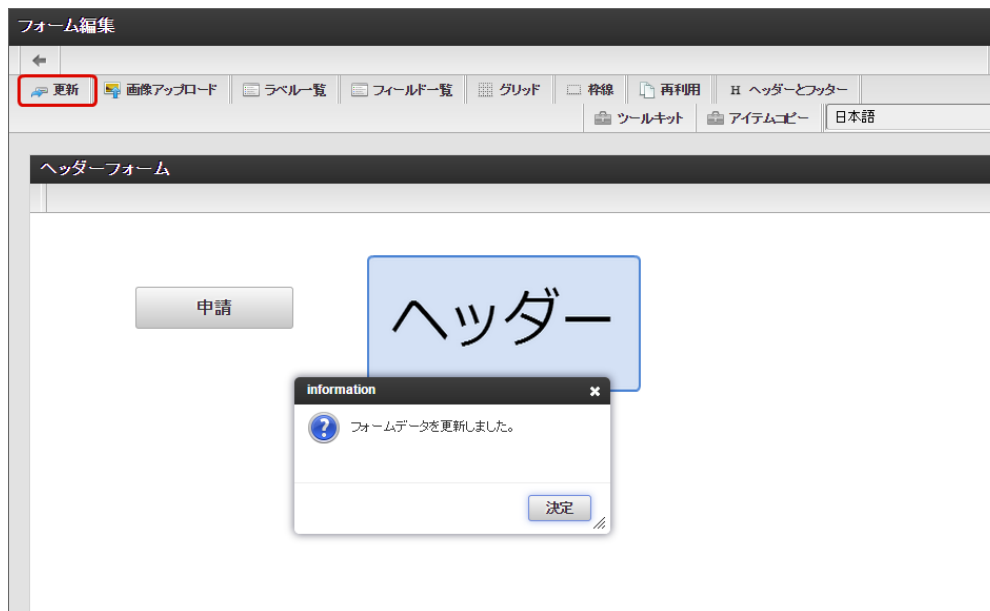 フォーム編集
更新 画像アップロード ラベル一覧 フィールド一覧 グリッド 枠線 再利用 H ヘッダーとフッター
ツールキット アイテムコピー 日本語
ヘッダーフォーム
申請
ヘッダー
information
フォームデータを更新しました。
決定